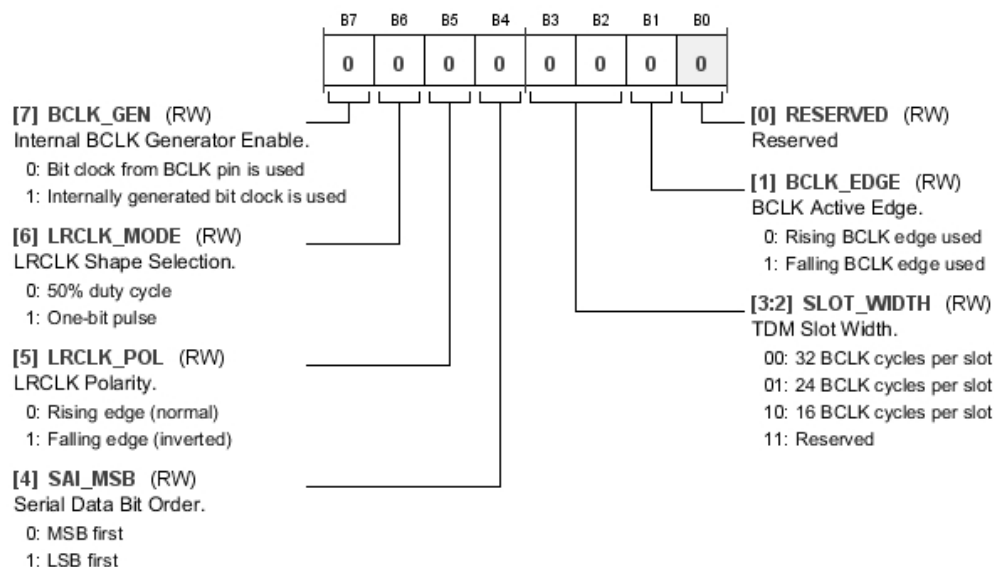 B7 B6 B5 B4 B3 B2 B1 B0
0 0 0 0 0 0 0 0
[7] BCLK_GEN (RW)
Internal BCLK Generator Enable.
0: Bit clock from BCLK pin is used
1: Internally generated bit clock is used
[6] LRCLK_MODE (RW)
LRCLK Shape Selection.
0: 50% duty cycle
1: One-bit pulse
[5] LRCLK_POL (RW)
LRCLK Polarity.
0: Rising edge (normal)
1: Falling edge (inverted)
[4] SAI_MSB (RW)
Serial Data Bit Order.
0: MSB first
1: LSB first
[0] RESERVED (RW)
Reserved
[1] BCLK_EDGE (RW)
BCLK Active Edge.
0: Rising BCLK edge used
1: Falling BCLK edge used
[3:2] SLOT_WIDTH (RW)
TDM Slot Width.
00: 32 BCLK cycles per slot
01: 24 BCLK cycles per slot
10: 16 BCLK cycles per slot
11: Reserved